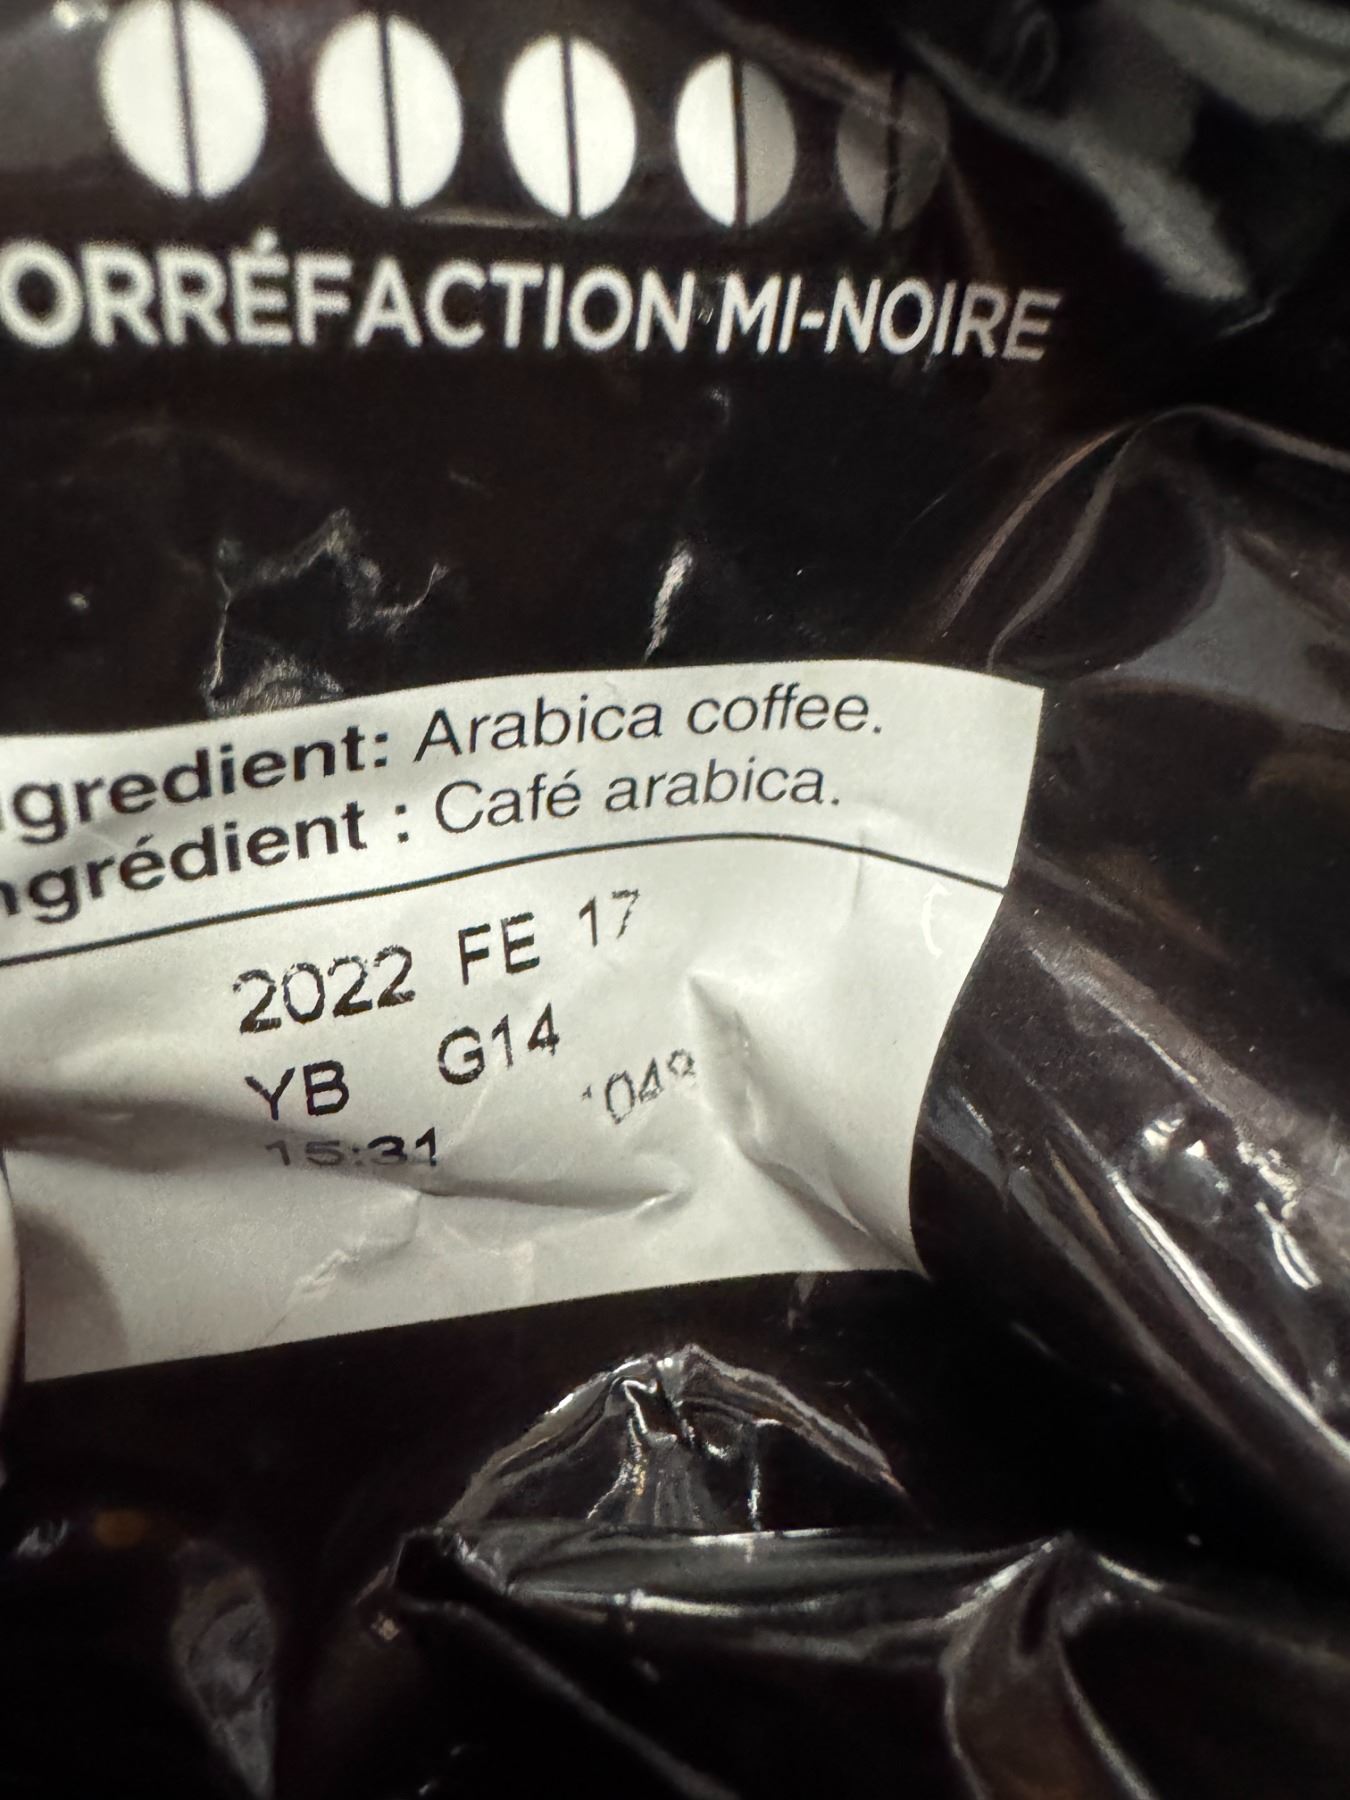 ORRÉFACTION MI-NOIRE
gredient: Arabica coffee.
ngrédient : Café arabica.
2022 FE 17
YB G14
15:31